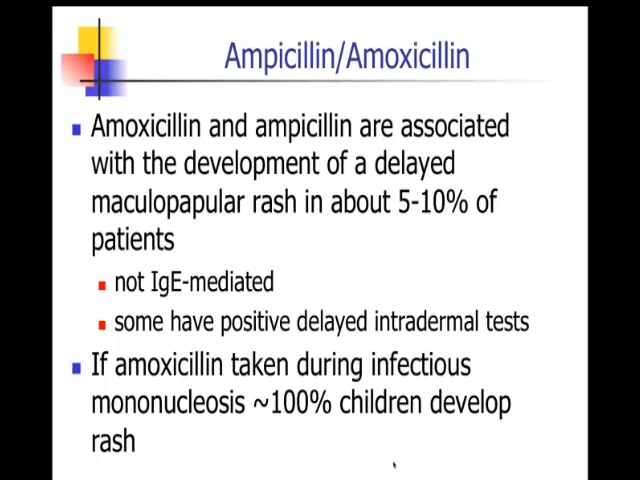 Ampicillin/Amoxicillin
Amoxicillin and ampicillin are associated
with the development of a delayed
maculopapular rash in about 5-10% of
patients
not IgE-mediated
some have positive delayed intradermal tests
If amoxicillin taken during infectious
mononucleosis ~100% children develop
rash